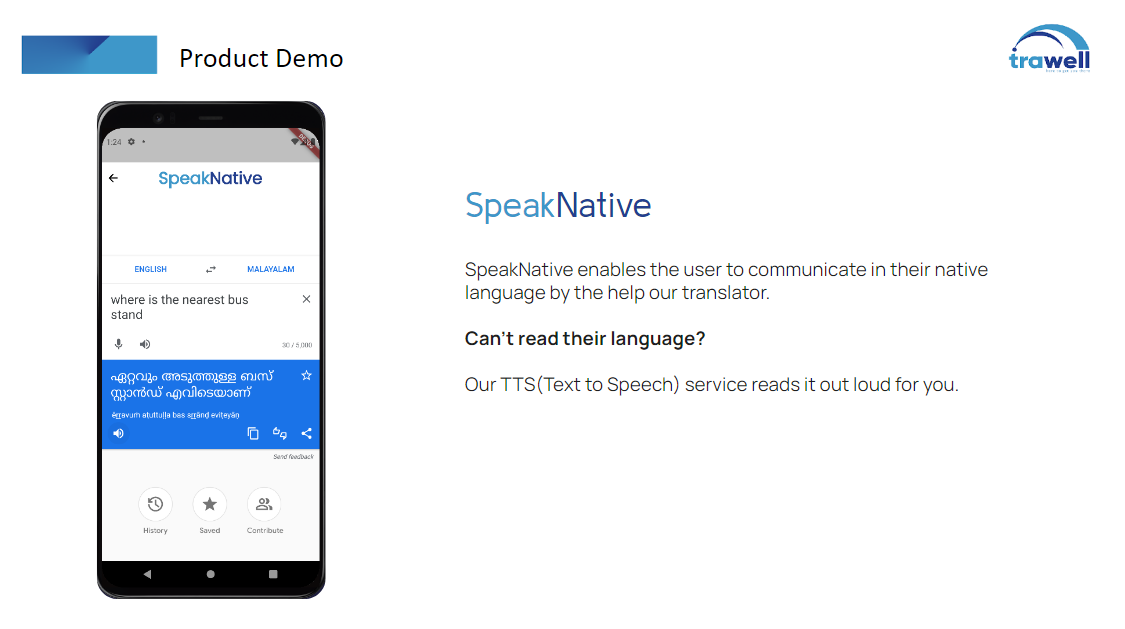 Product Demo
trawell
1:24
SpeakNative
ENGLISH
MALAYALAM
where is the nearest bus
stand
30 / 5,000
ഏറ്റവും അടുത്തുള്ള ബസ്
സ്റ്റാൻഡ് എവിടെയാണ്
ēṟṟavuṁ aṭuttuḷḷa bas sṟṟānḍ eviṭeyāṇ
Send feedback
History
Saved
Contribute
SpeakNative
SpeakNative enables the user to communicate in their native
language by the help our translator.
Can't read their language?
Our TTS(Text to Speech) service reads it out loud for you.